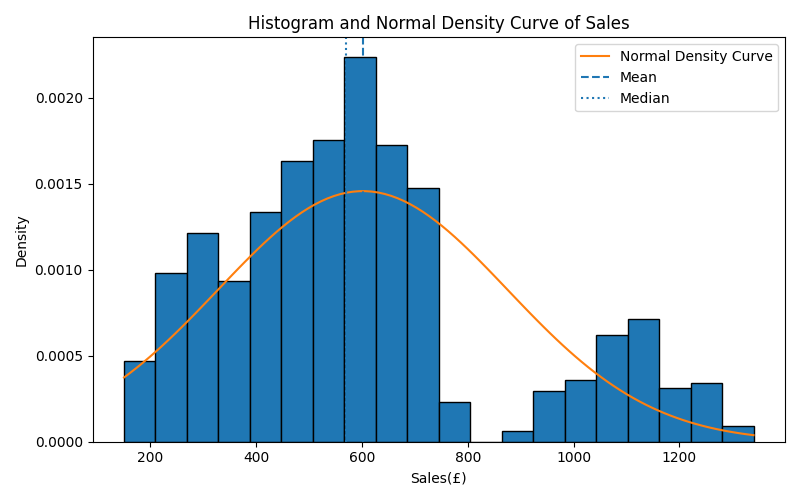 Histogram and Normal Density Curve of Sales
Normal Density Curve
Mean
Median
Density
0.0020
0.0015
0.0010
0.0005
0.0000
200 400 600 800 1000 1200
Sales(£)